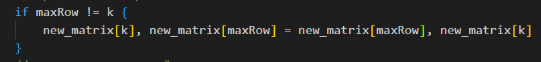 if maxRow != k {
new_matrix[k], new_matrix[maxRow] = new_matrix[maxRow], new_matrix[k]
}